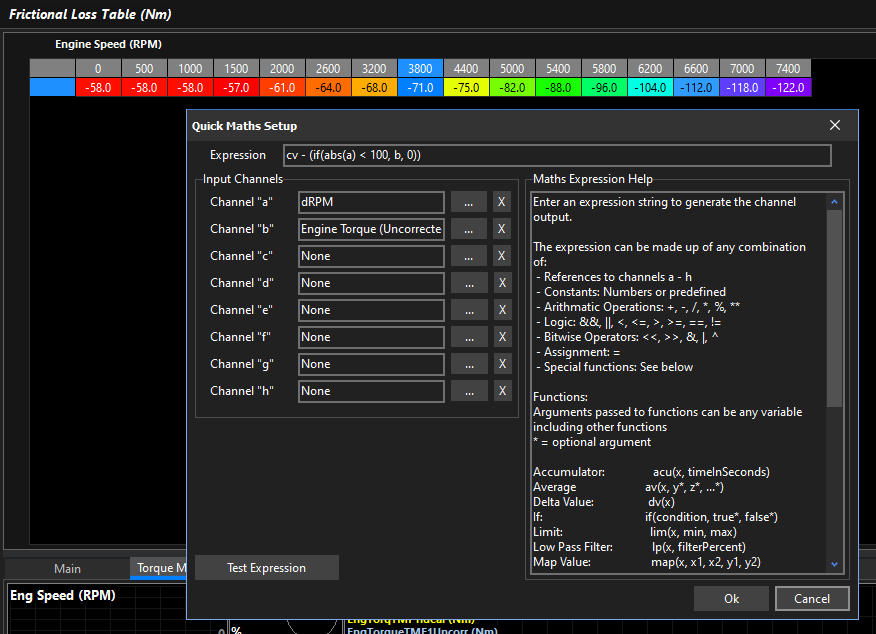 Frictional Loss Table (Nm)
Engine Speed (RPM)
0 500 1000 1500 2000 2600 3200 3800 4400 5000 5400 5800 6200 6600 7000 7400
-58.0 -58.0 -58.0 -57.0 -61.0 -64.0 -68.0 -71.0 -75.0 -82.0 -88.0 -96.0 -104.0 -112.0 -118.0 -122.0
Quick Maths Setup
Expression cv - (if(abs(a) < 100, b, 0))
Input Channels
Channel "a" dRPM ... X
Channel "b" Engine Torque (Uncorrecte ... X
Channel "c" None ... X
Channel "d" None ... X
Channel "e" None ... X
Channel "f" None ... X
Channel "g" None ... X
Channel "h" None ... X
Test Expression
Maths Expression Help
Enter an expression string to generate the channel
output.
The expression can be made up of any combination
of:
- References to channels a - h
- Constants: Numbers or predefined
- Arithmatic Operations: +, -, /, *, %, **
- Logic: &&, ||, <, <=, >, >=, ==, !=
- Bitwise Operators: <<, >>, &, |, ^
- Assignment: =
- Special functions: See below
Functions:
Arguments passed to functions can be any variable
including other functions
* = optional argument
Accumulator: acu(x, timeInSeconds)
Average av(x, y*, z*, ...*)
Delta Value: dv(x)
If: if(condition, true*, false*)
Limit: lim(x, min, max)
Low Pass Filter: lp(x, filterPercent)
Map Value: map(x, x1, x2, y1, y2)
Ok Cancel
Main Torque M
Eng Speed (RPM)
%
EngTorqueTMF1Uncorr (Nm)